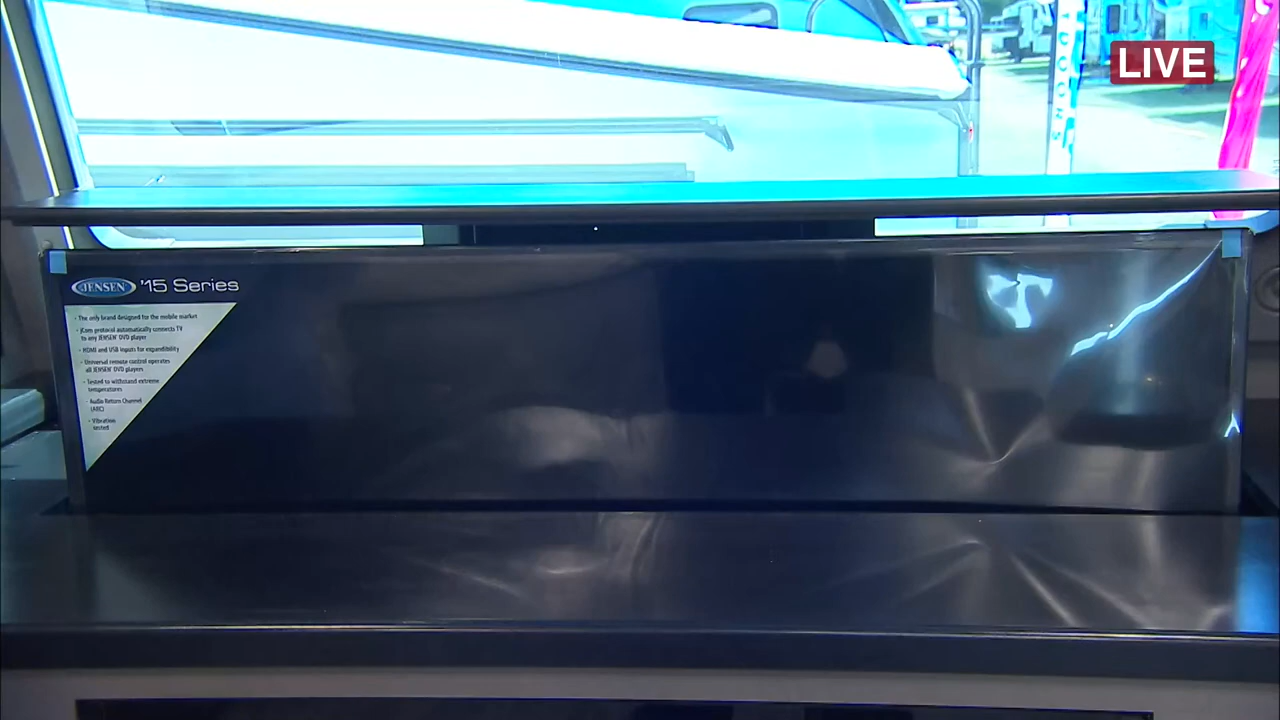 LIVE
JENSEN '15 Series
- The only brand designed for the mobile market
- jCom protocol automatically connects TV
to any JENSEN DVD player
- HDMI and USB inputs for expandibility
- Universal remote control operates
all JENSEN DVD players
- Tested to withstand extreme
temperatures
- Audio Return Channel
(ARC)
- Vibration
tested